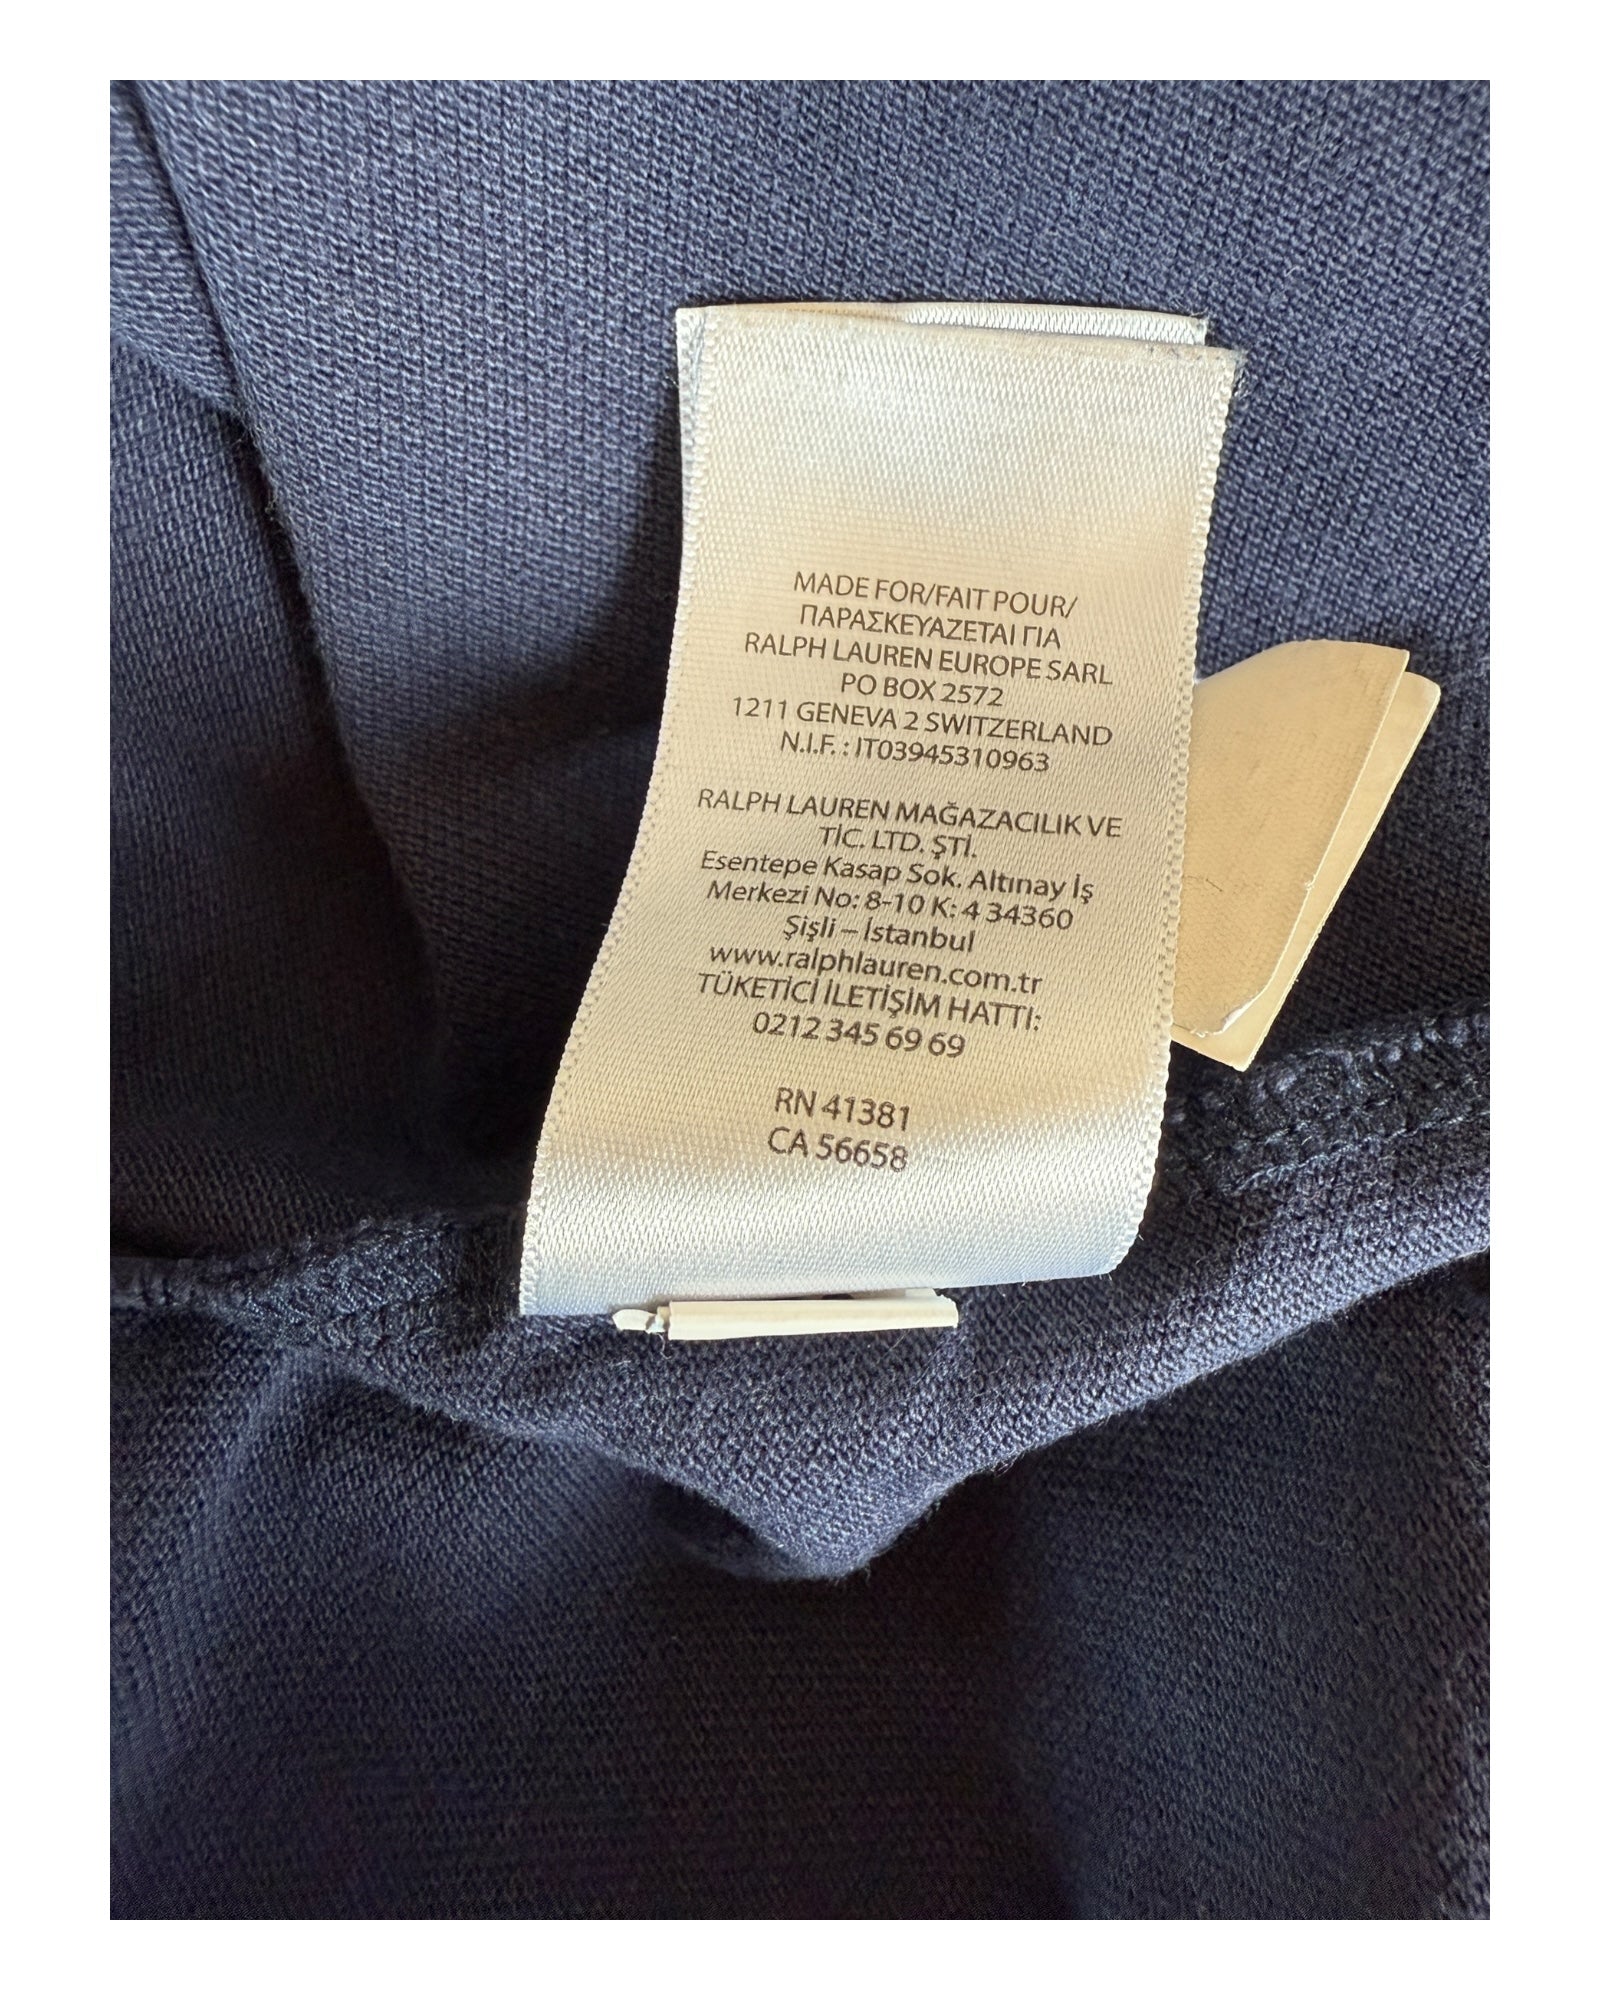 MADE FOR/FAIT POUR/
ΠΑΡΑΣΚΕΥΑΖΕΤΑΙ ΓΙΑ
RALPH LAUREN EUROPE SARL
PO BOX 2572
1211 GENEVA 2 SWITZERLAND
N.I.F. : IT03945310963
RALPH LAUREN MAĞAZACILIK VE
TİC. LTD. ŞTİ.
Esentepe Kasap Sok. Altınay İş
Merkezi No: 8-10 K: 4 34360
Şişli – İstanbul
www.ralphlauren.com.tr
TÜKETİCİ İLETİŞİM HATTI:
0212 345 69 69
RN 41381
CA 56658